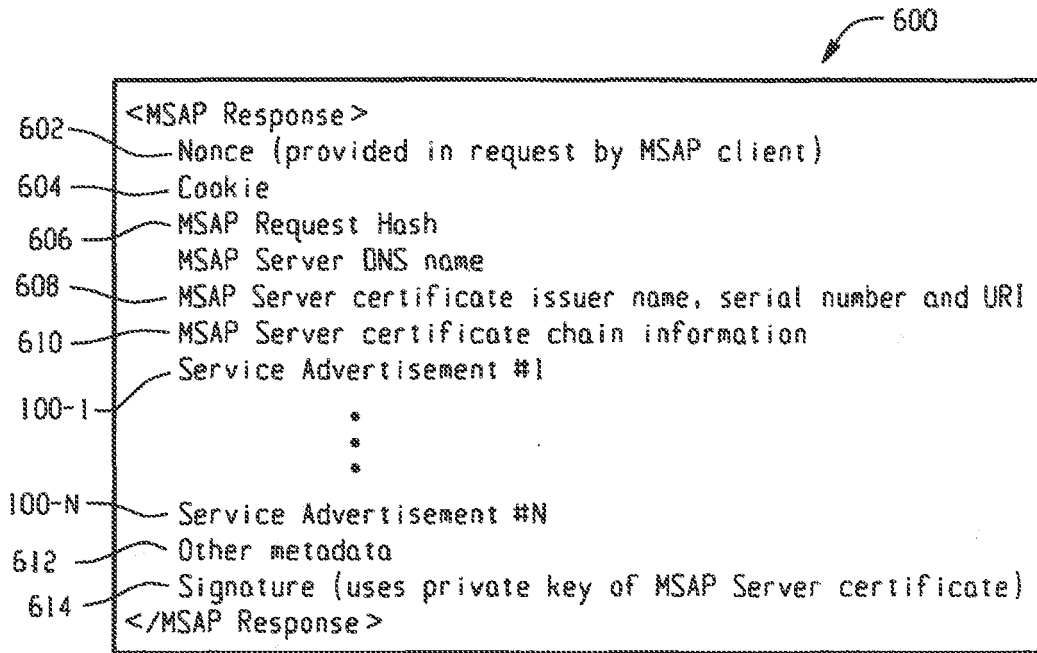 600
<MSAP Response>
602 Nonce (provided in request by MSAP client)
604 Cookie
606 MSAP Request Hash
MSAP Server DNS name
608 MSAP Server certificate issuer name, serial number and URI
610 MSAP Server certificate chain information
100-1 Service Advertisement #1
100-N Service Advertisement #N
612 Other metadata
614 Signature (uses private key of MSAP Server certificate)
</MSAP Response>